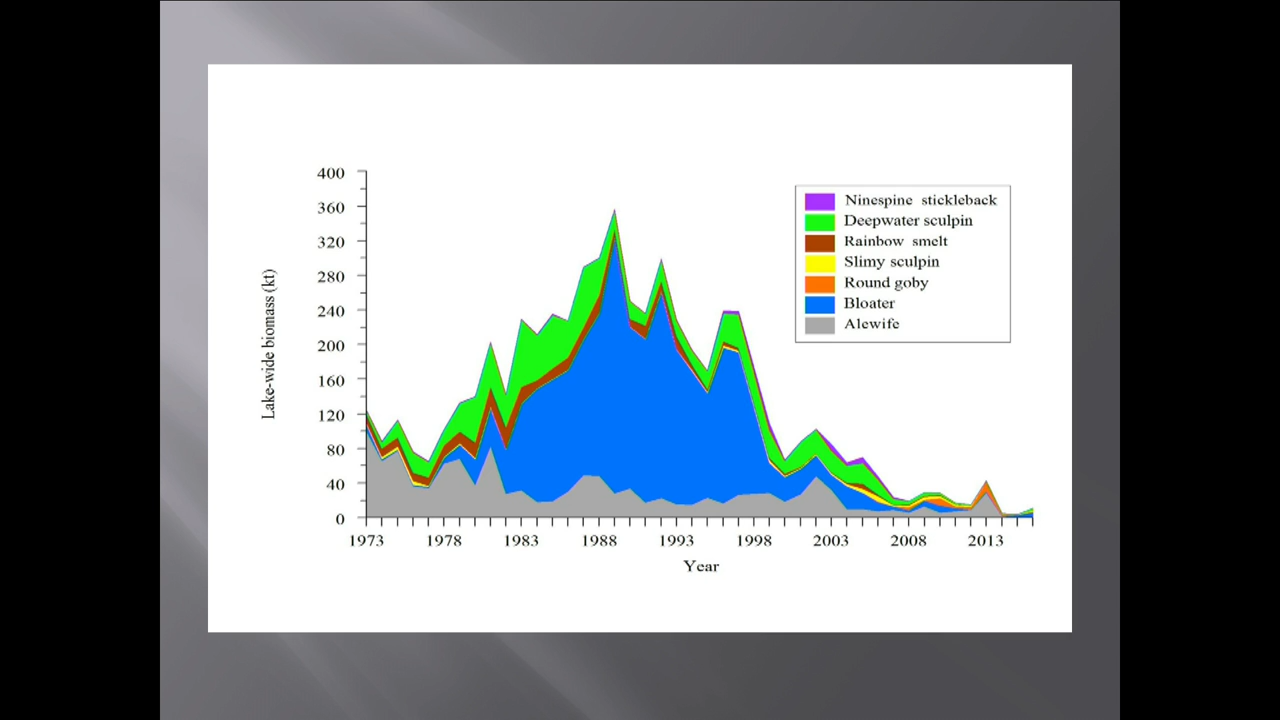 400
360
320
280
240
200
160
120
80
40
0
Lake-wide biomass (kt)
Ninespine stickleback
Deepwater sculpin
Rainbow smelt
Slimy sculpin
Round goby
Bloater
Alewife
1973 1978 1983 1988 1993 1998 2003 2008 2013
Year